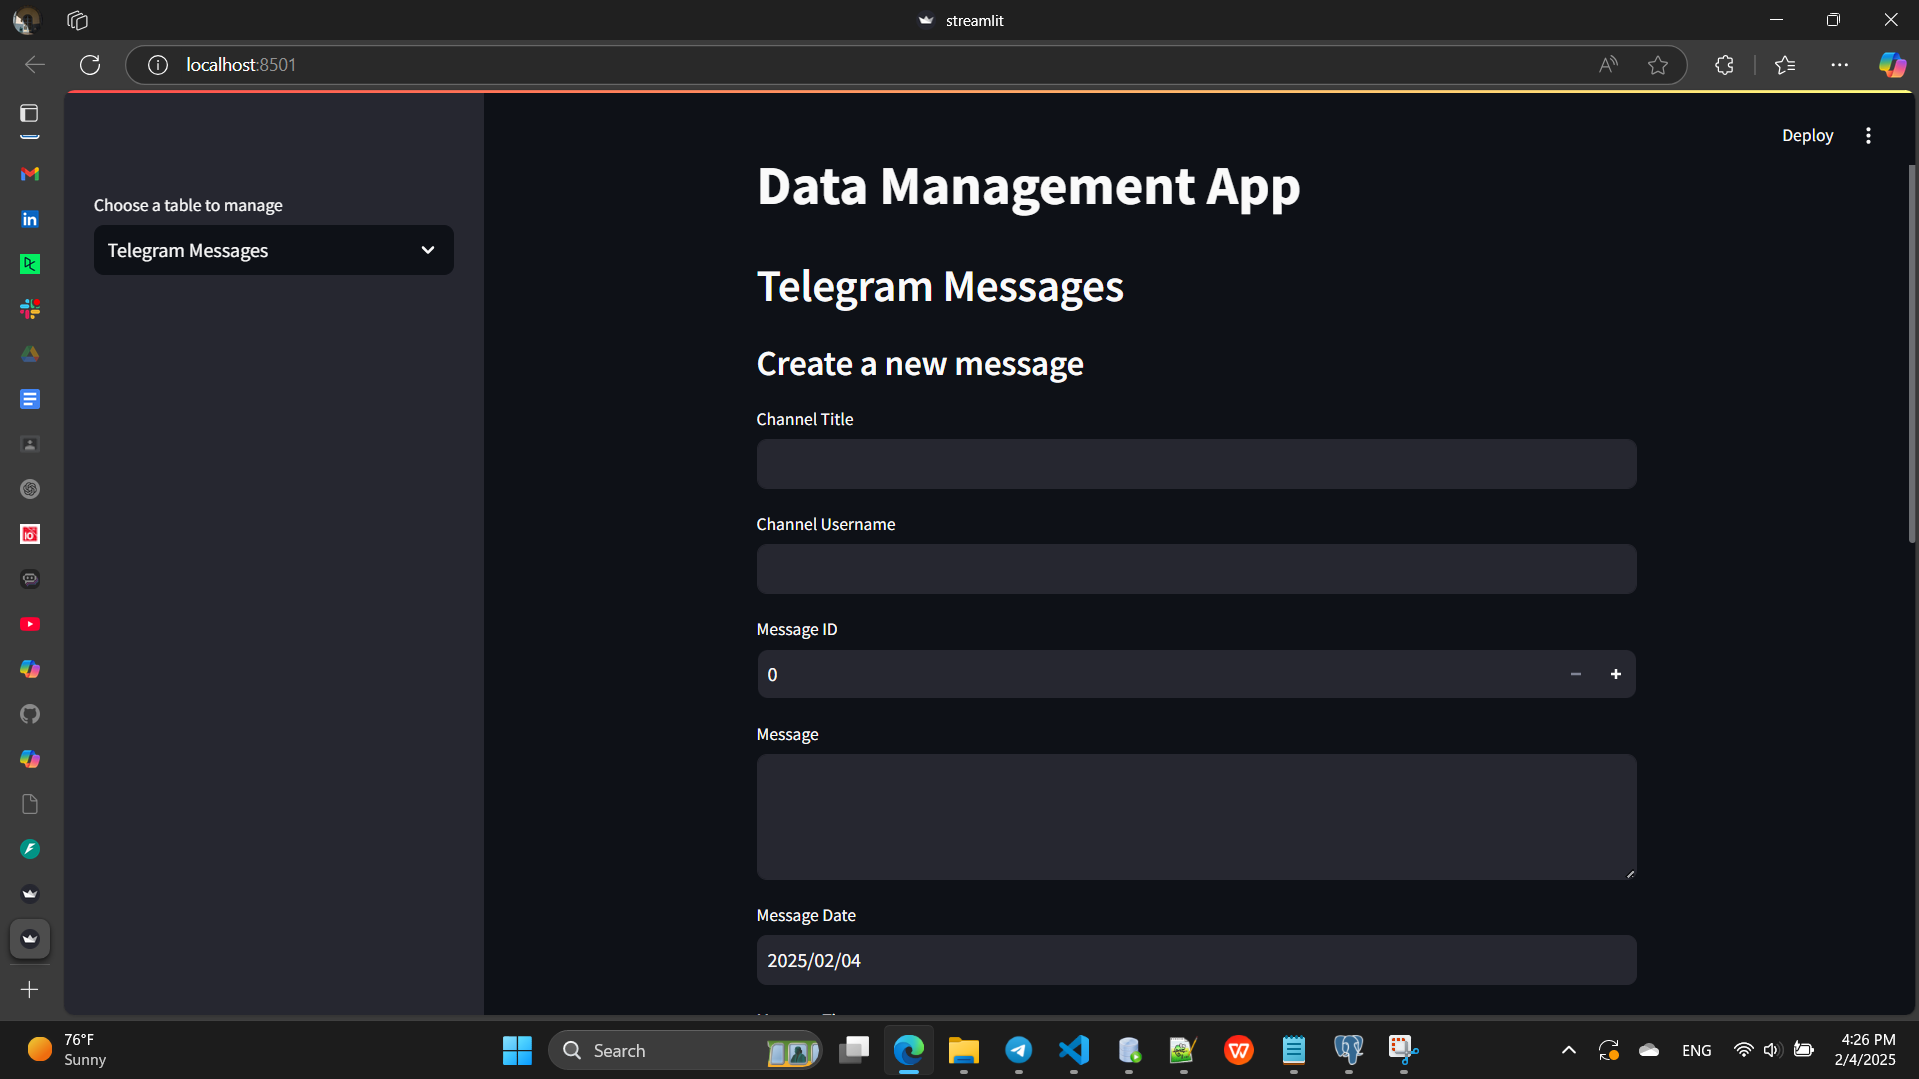 streamlit
localhost:8501
Deploy
Choose a table to manage
Telegram Messages
Data Management App
Telegram Messages
Create a new message
Channel Title
Channel Username
Message ID
0
Message
Message Date
2025/02/04
76°F
Sunny
Search
ENG
4:26 PM
2/4/2025